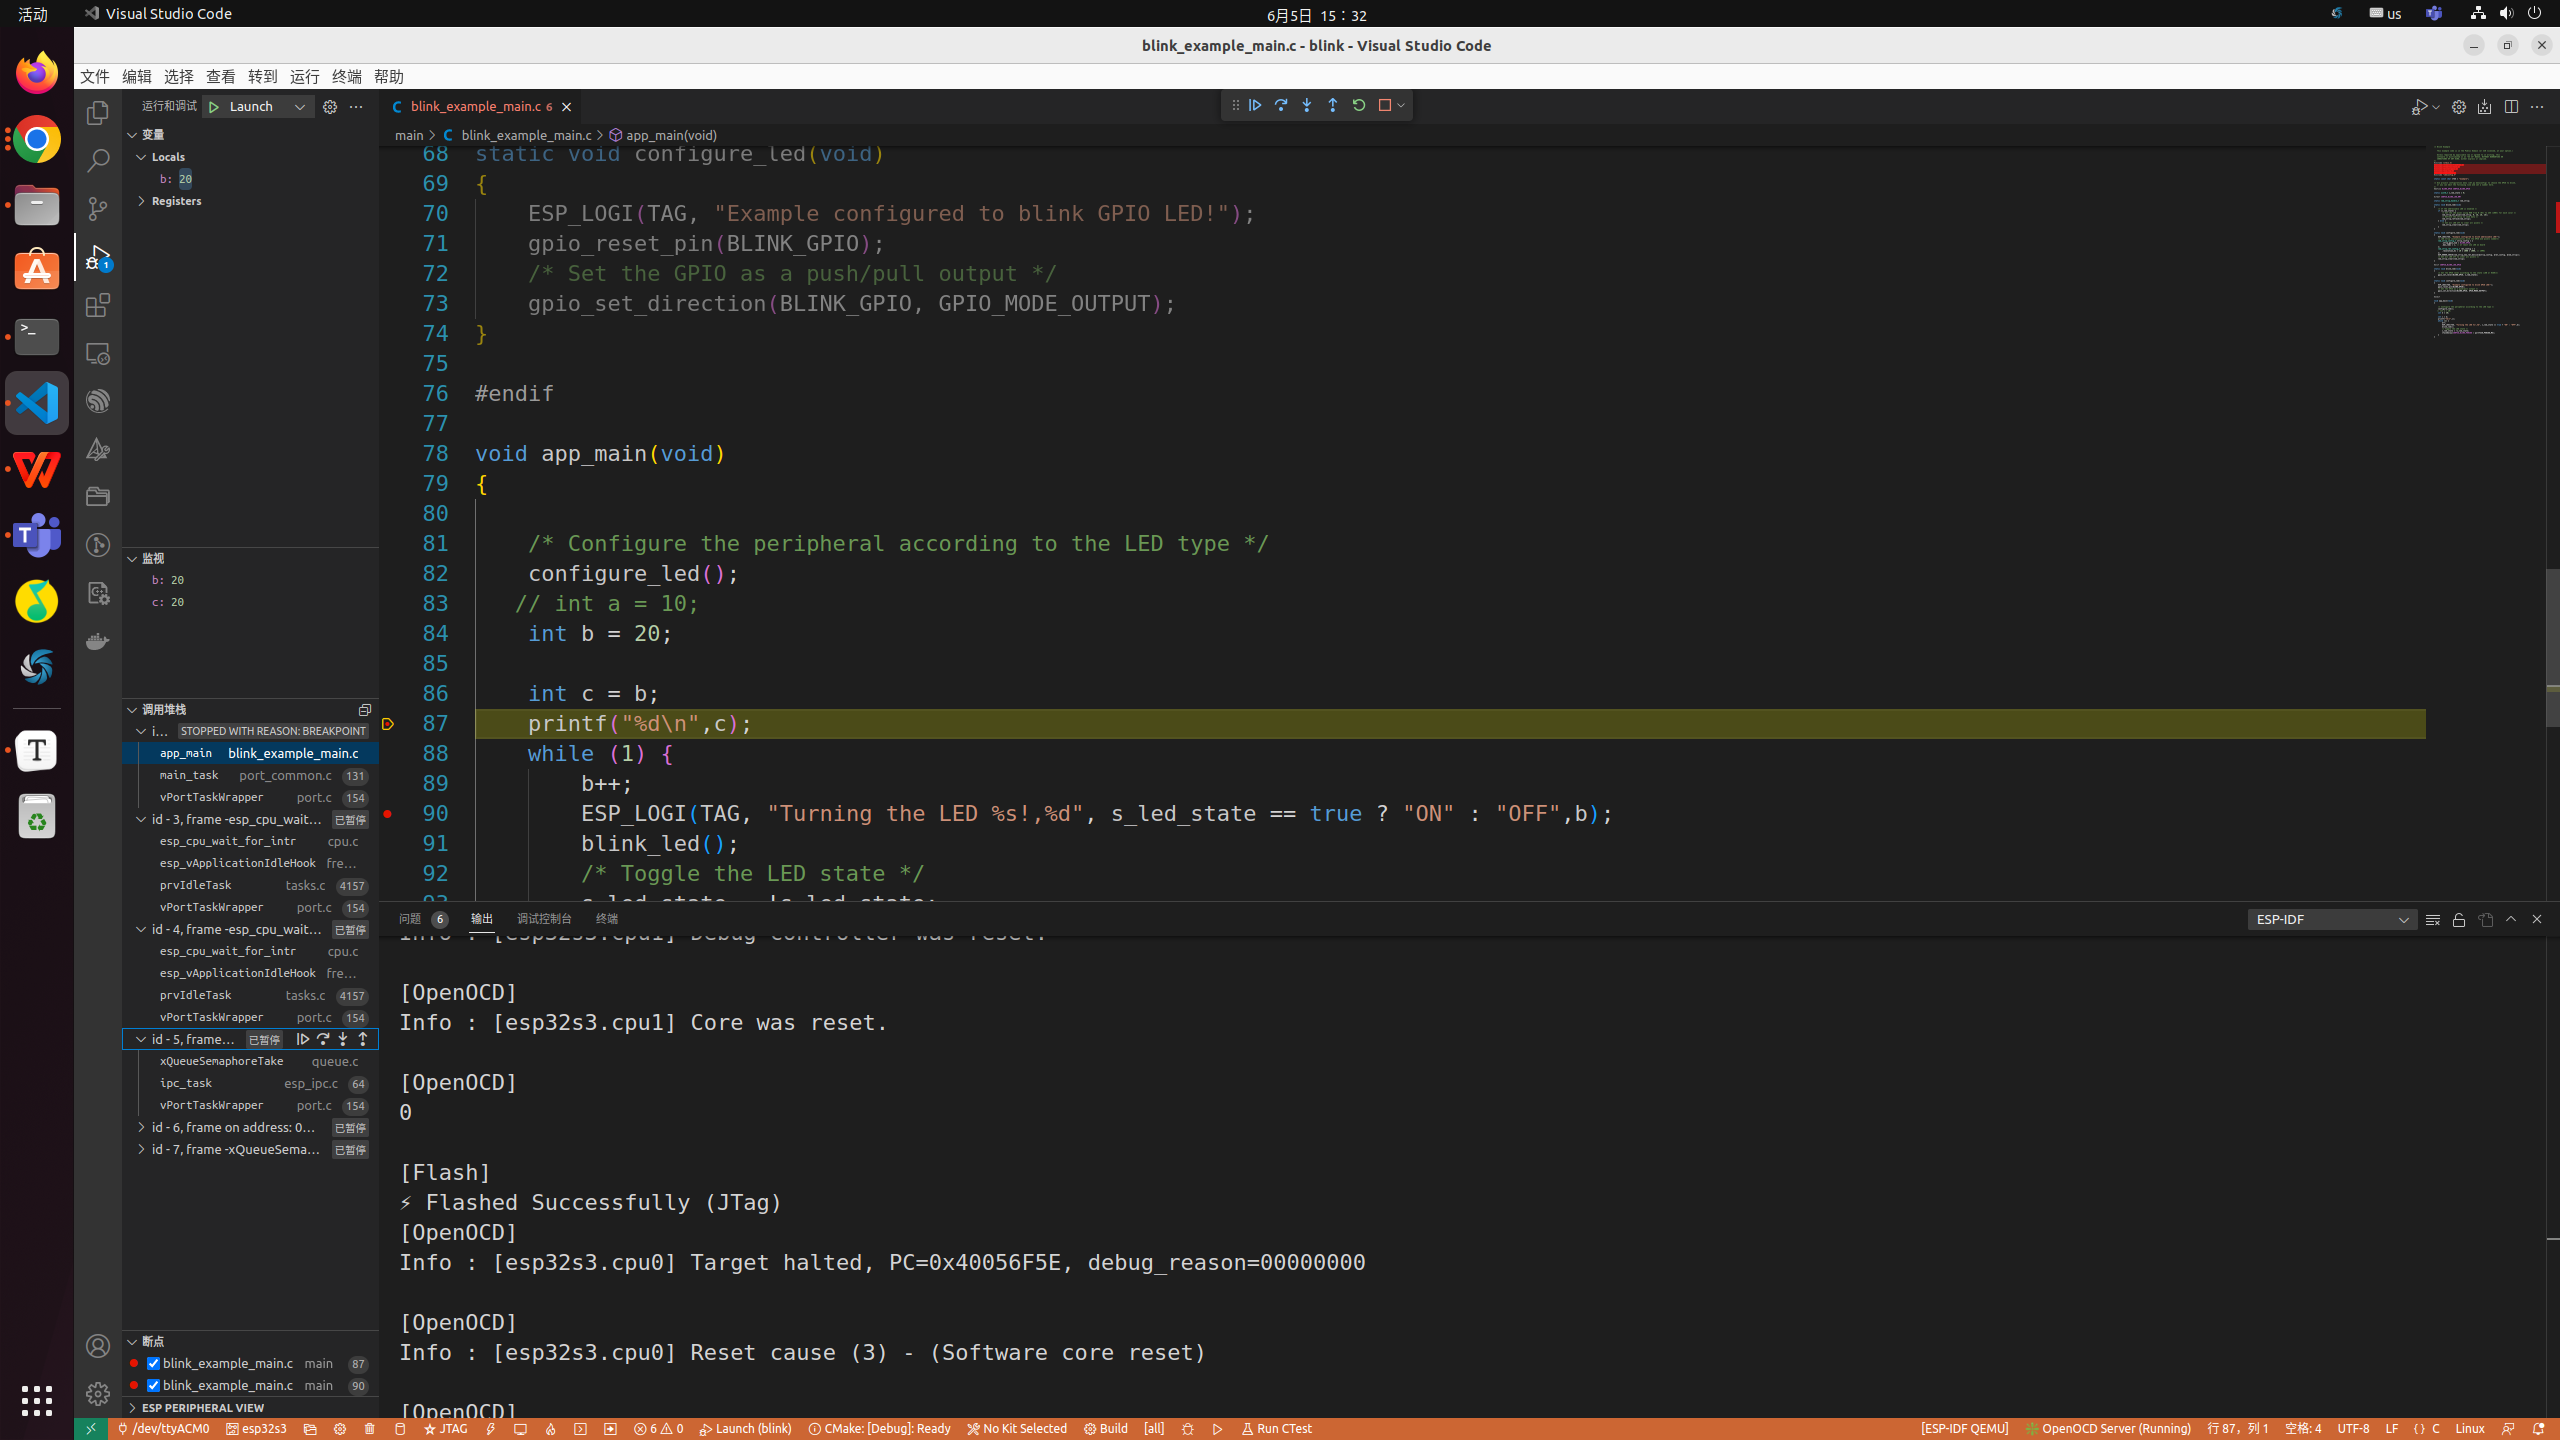 活动
Visual Studio Code
6月5日 15：32
us
blink_example_main.c - blink - Visual Studio Code
文件 编辑 选择 查看 转到 运行 终端 帮助
运行和调试 Launch
变量
Locals
b: 20
Registers
监视
b: 20
c: 20
调用堆栈
i... STOPPED WITH REASON: BREAKPOINT
app_main blink_example_main.c
main_task port_common.c 131
vPortTaskWrapper port.c 154
id - 3, frame -esp_cpu_wait... 已暂停
esp_cpu_wait_for_intr cpu.c
esp_vApplicationIdleHook fre...
prvIdleTask tasks.c 4157
vPortTaskWrapper port.c 154
id - 4, frame -esp_cpu_wait... 已暂停
esp_cpu_wait_for_intr cpu.c
esp_vApplicationIdleHook fre...
prvIdleTask tasks.c 4157
vPortTaskWrapper port.c 154
id - 5, frame... 已暂停
xQueueSemaphoreTake queue.c
ipc_task esp_ipc.c 64
vPortTaskWrapper port.c 154
id - 6, frame on address: 0... 已暂停
id - 7, frame -xQueueSema... 已暂停
断点
blink_example_main.c main 87
blink_example_main.c main 90
ESP PERIPHERAL VIEW
blink_example_main.c 6
main > blink_example_main.c > app_main(void)
68 static void configure_led(void)
69 {
70 ESP_LOGI(TAG, "Example configured to blink GPIO LED!");
71 gpio_reset_pin(BLINK_GPIO);
72 /* Set the GPIO as a push/pull output */
73 gpio_set_direction(BLINK_GPIO, GPIO_MODE_OUTPUT);
74 }
75
76 #endif
77
78 void app_main(void)
79 {
80
81 /* Configure the peripheral according to the LED type */
82 configure_led();
83 // int a = 10;
84 int b = 20;
85
86 int c = b;
87 printf("%d\n",c);
88 while (1) {
89 b++;
90 ESP_LOGI(TAG, "Turning the LED %s!,%d", s_led_state == true ? "ON" : "OFF",b);
91 blink_led();
92 /* Toggle the LED state */
93 s_led_state = !s_led_state;
问题 6 输出 调试控制台 终端
ESP-IDF
Info : [esp32s3.cpu1] Debug controller was reset.
[OpenOCD]
Info : [esp32s3.cpu1] Core was reset.
[OpenOCD]
0
[Flash]
⚡ Flashed Successfully (JTag)
[OpenOCD]
Info : [esp32s3.cpu0] Target halted, PC=0x40056F5E, debug_reason=00000000
[OpenOCD]
Info : [esp32s3.cpu0] Reset cause (3) - (Software core reset)
[OpenOCD]
/dev/ttyACM0 esp32s3 JTAG 6 0 Launch (blink) CMake: [Debug]: Ready No Kit Selected Build [all] Run CTest [ESP-IDF QEMU] OpenOCD Server (Running) 行 87，列 1 空格: 4 UTF-8 LF {} C Linux